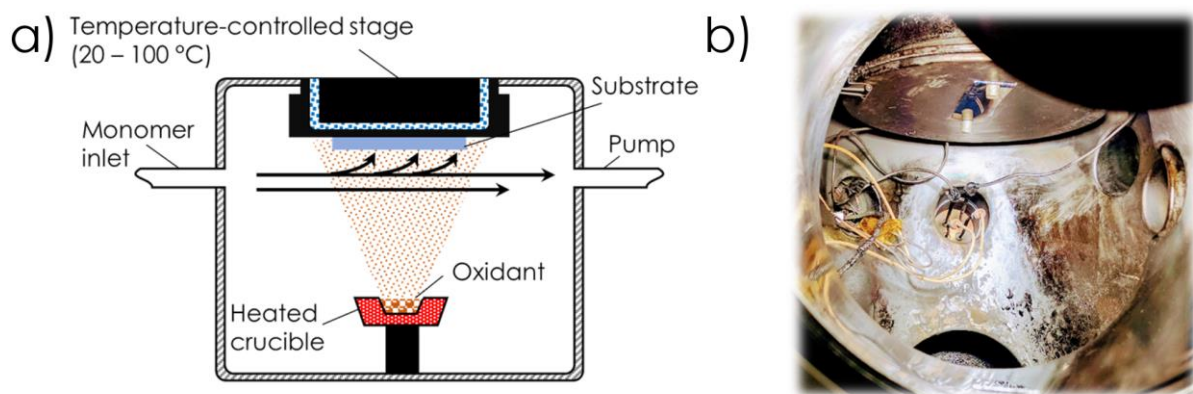 a)
Temperature-controlled stage
(20 – 100 °C)
Substrate
Monomer
inlet
Pump
Oxidant
Heated
crucible
b)